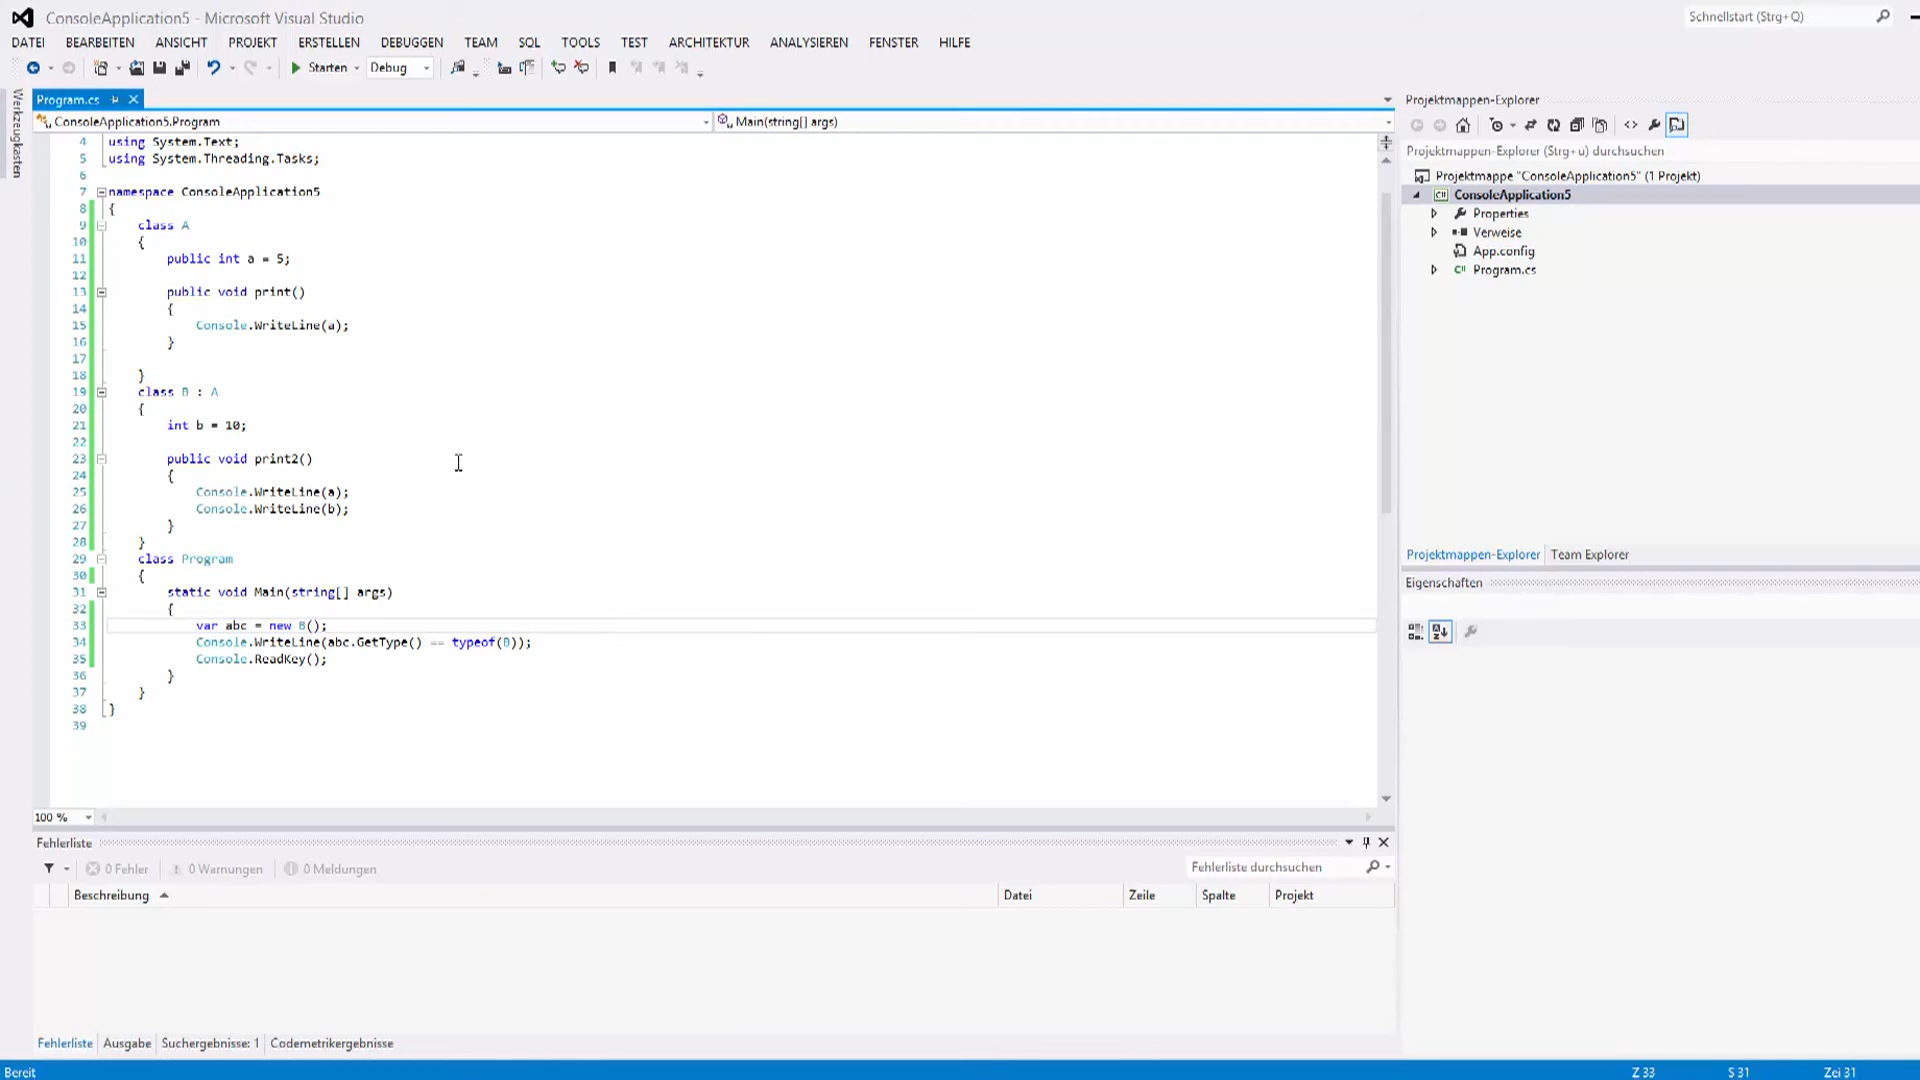 ConsoleApplication5 - Microsoft Visual Studio
Schnellstart (Strg+Q)
DATEI BEARBEITEN ANSICHT PROJEKT ERSTELLEN DEBUGGEN TEAM SQL TOOLS TEST ARCHITEKTUR ANALYSIEREN FENSTER HILFE
Starten Debug
Werkzeugkasten
Program.cs
ConsoleApplication5.Program
Main(string[] args)
4 using System.Text;
5 using System.Threading.Tasks;
6
7 namespace ConsoleApplication5
8 {
9 class A
10 {
11 public int a = 5;
12
13 public void print()
14 {
15 Console.WriteLine(a);
16 }
17
18 }
19 class B : A
20 {
21 int b = 10;
22
23 public void print2()
24 {
25 Console.WriteLine(a);
26 Console.WriteLine(b);
27 }
28 }
29 class Program
30 {
31 static void Main(string[] args)
32 {
33 var abc = new B();
34 Console.WriteLine(abc.GetType() == typeof(B));
35 Console.ReadKey();
36 }
37 }
38 }
39
100 %
Fehlerliste
0 Fehler 0 Warnungen 0 Meldungen
Fehlerliste durchsuchen
Beschreibung Datei Zeile Spalte Projekt
Fehlerliste Ausgabe Suchergebnisse: 1 Codemetrikergebnisse
Projektmappen-Explorer
Projektmappen-Explorer (Strg+ü) durchsuchen
Projektmappe "ConsoleApplication5" (1 Projekt)
C# ConsoleApplication5
Properties
Verweise
App.config
C# Program.cs
Projektmappen-Explorer Team Explorer
Eigenschaften
Bereit Z 33 S 31 Zei 31